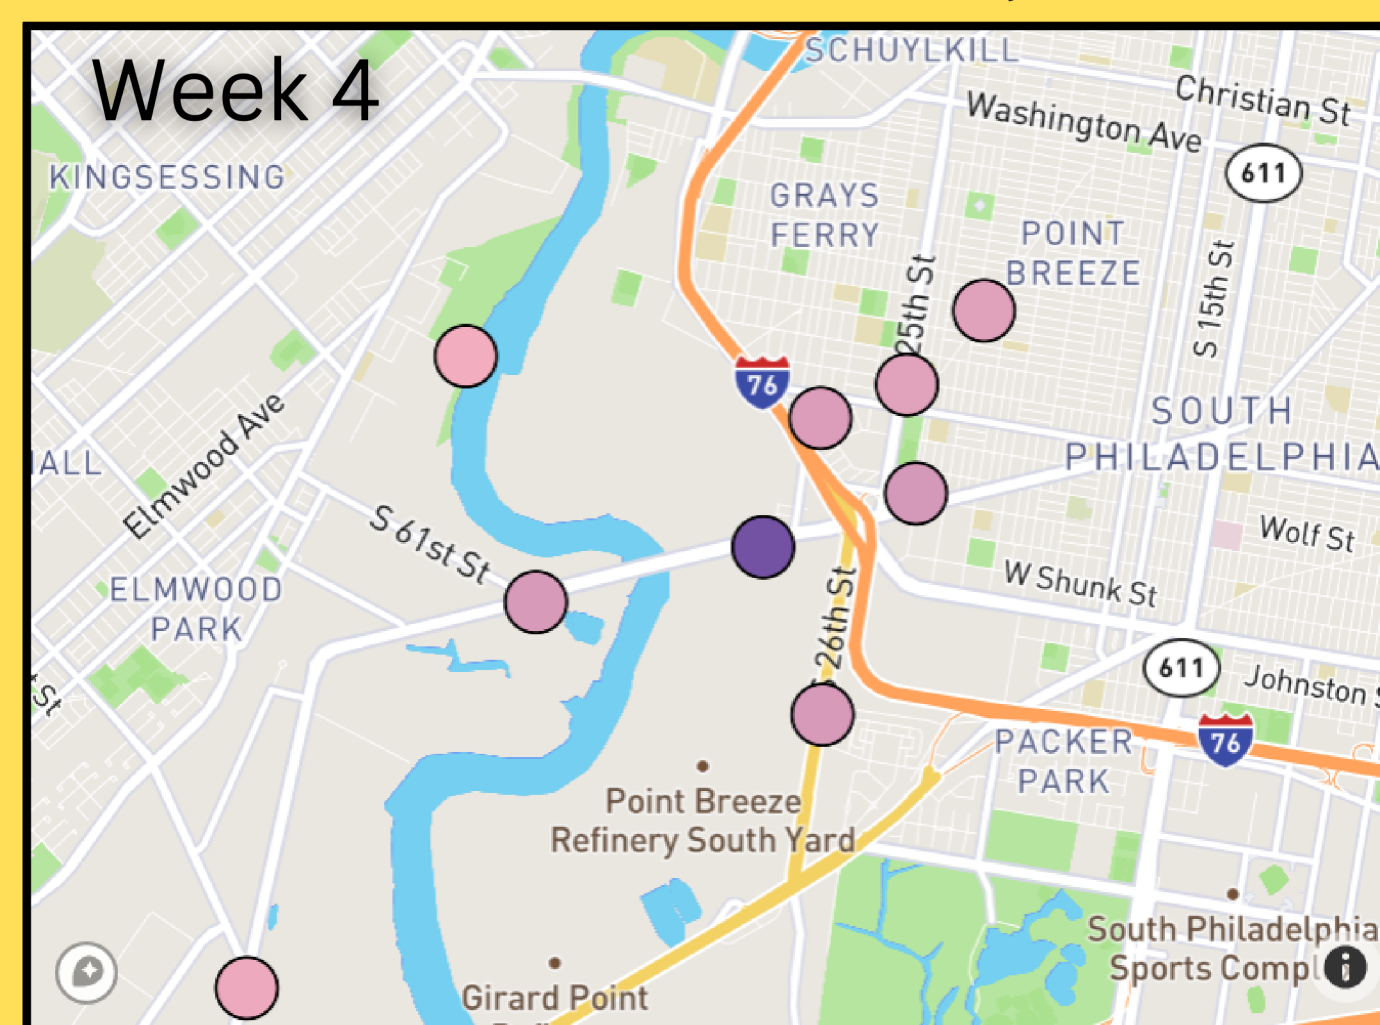 Week 4
SCHUYLKILL
Christian St
Washington Ave
611
KINGSESSING
GRAYS
FERRY
POINT
BREEZE
25th St
S 15th St
76
SOUTH
PHILADELPHIA
Elmwood Ave
S 61st St
Wolf St
W Shunk St
ELMWOOD
PARK
26th St
611
Johnston S
St
76
PACKER
PARK
Point Breeze
Refinery South Yard
South Philadelphia
Sports Compl
i
Girard Point